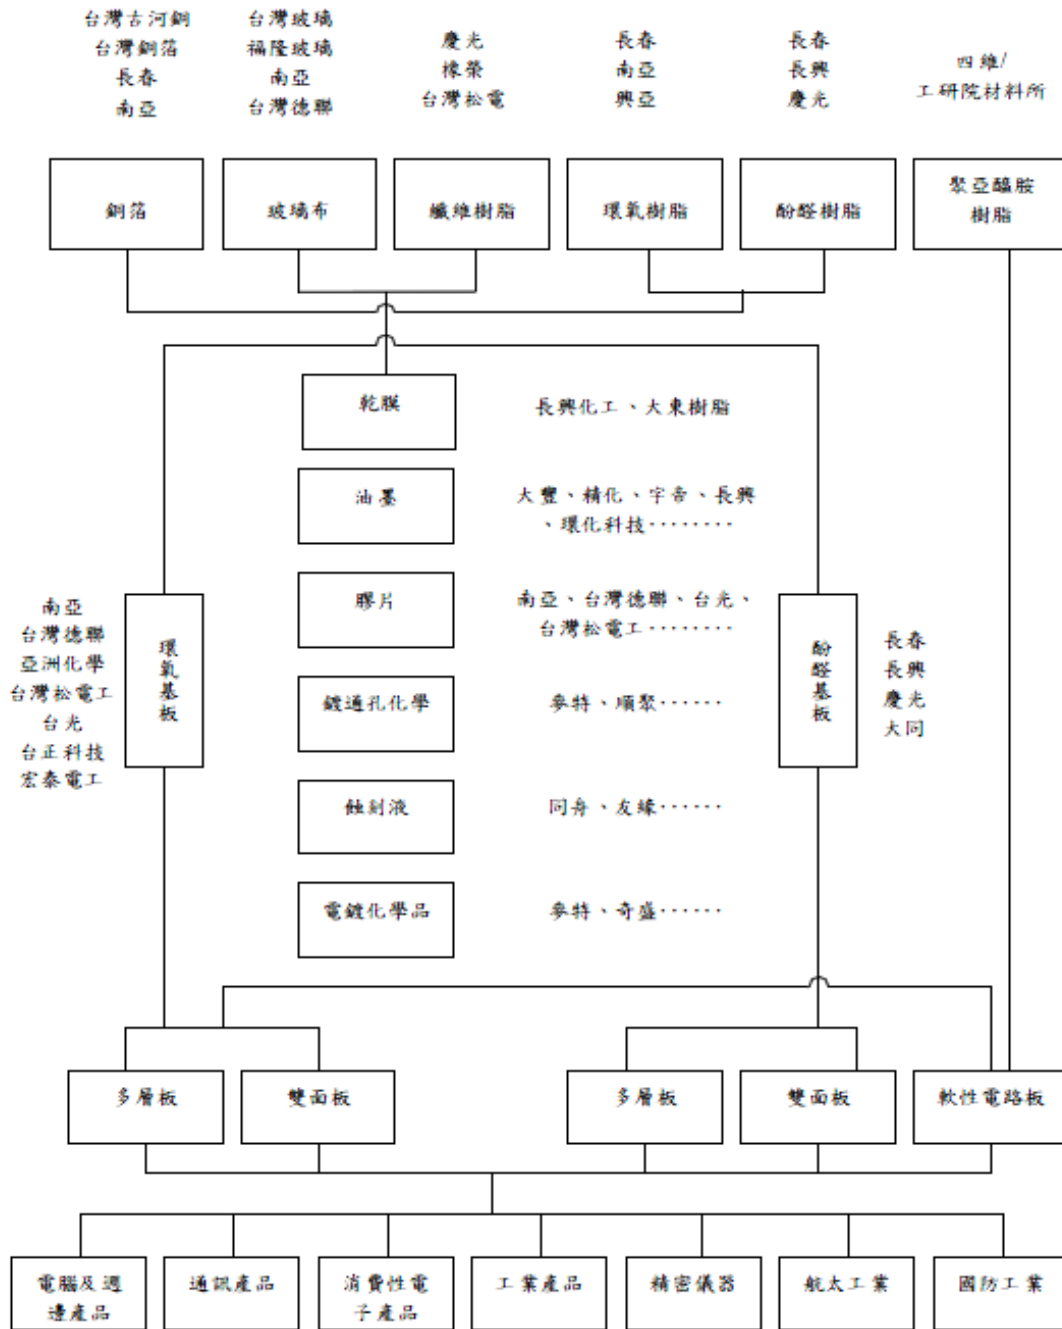 台灣古河銅
台灣銅箔
長春
南亞
台灣玻璃
福隆玻璃
南亞
台灣德聯
慶光
橡榮
台灣松電
長春
南亞
興亞
長春
長興
慶光
四維/
工研院材料所
銅箔
玻璃布
纖維樹脂
環氧樹脂
酚醛樹脂
聚亞醯胺
樹脂
乾膜
長興化工、大東樹脂
油墨
大豐、精化、字帝、長興
、環化科技‧‧‧‧‧‧‧‧
膠片
南亞、台灣德聯、台光、
台灣松電工‧‧‧‧‧‧‧‧
鍍通孔化學
麥特、順聚‧‧‧‧‧‧
蝕刻液
同舟、友緣‧‧‧‧‧‧
電鍍化學品
麥特、奇盛‧‧‧‧‧‧
南亞
台灣德聯
亞洲化學
台灣松電工
台光
台正科技
宏泰電工
環氧基板
酚醛基板
長春
長興
慶光
大同
多層板
雙面板
多層板
雙面板
軟性電路板
電腦及週
邊產品
通訊產品
消費性電
子產品
工業產品
精密儀器
航太工業
國防工業